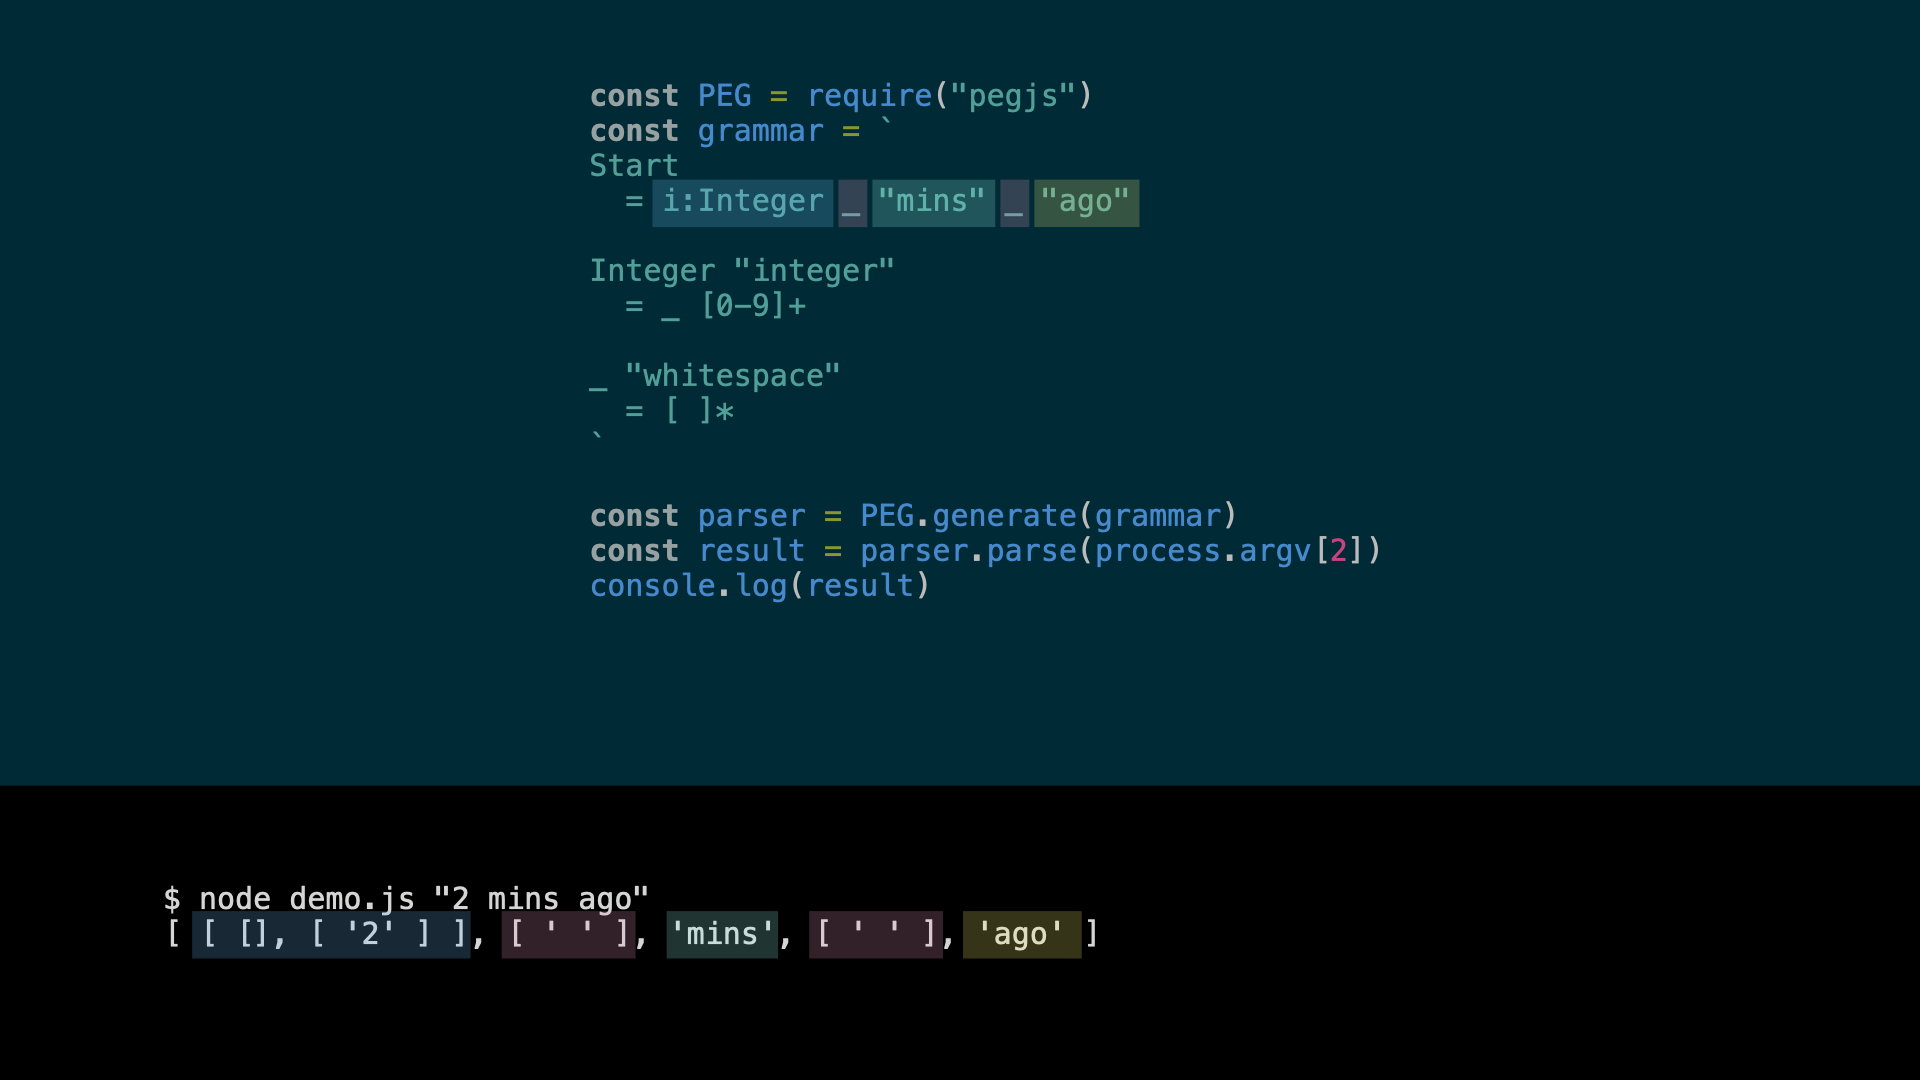 const PEG = require("pegjs")
const grammar = `
Start
  = i:Integer _ "mins" _ "ago"
Integer "integer"
  = _ [0-9]+
_ "whitespace"
  = [ ]*
`
const parser = PEG.generate(grammar)
const result = parser.parse(process.argv[2])
console.log(result)
$ node demo.js "2 mins ago"
[ [ [], [ '2' ] ], [ ' ' ], 'mins', [ ' ' ], 'ago' ]